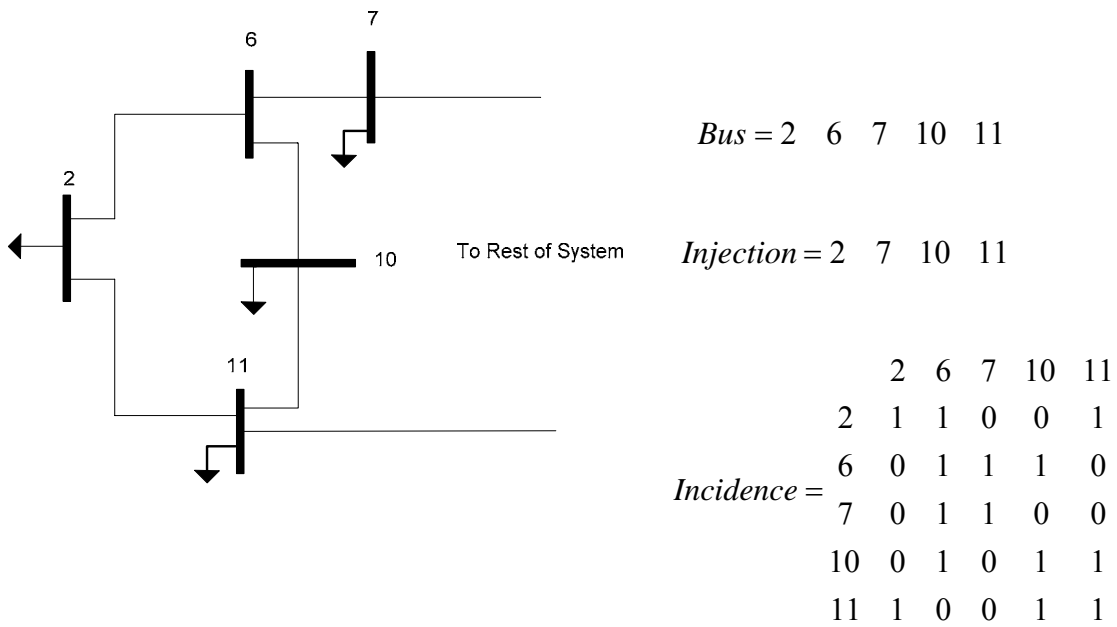 6
7
2
10
11
To Rest of System
Bus = 2 6 7 10 11
Injection = 2 7 10 11
2 6 7 10 11
2 1 1 0 0 1
6 0 1 1 1 0
Incidence =
7 0 1 1 0 0
10 0 1 0 1 1
11 1 0 0 1 1